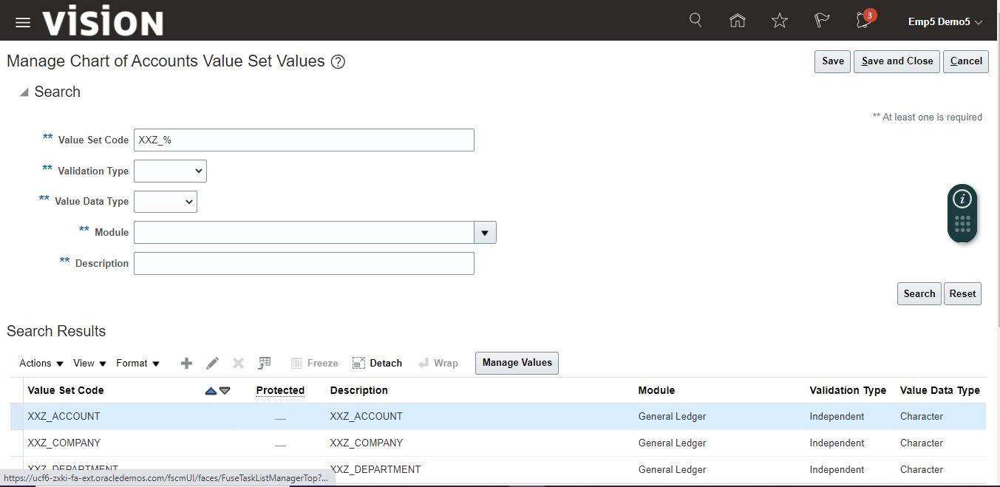 vision
3
Emp5 Demo5
Manage Chart of Accounts Value Set Values ?
Save
Save and Close
Cancel
Search
** At least one is required
** Value Set Code XXZ_%
** Validation Type
** Value Data Type
** Module
** Description
Search
Reset
Search Results
Actions View Format Freeze Detach Wrap Manage Values
Value Set Code Protected Description Module Validation Type Value Data Type
XXZ_ACCOUNT XXZ_ACCOUNT General Ledger Independent Character
XXZ_COMPANY XXZ_COMPANY General Ledger Independent Character
XXZ_DEPARTMENT XXZ_DEPARTMENT General Ledger Independent Character
https://ucf6-zxki-fa-ext.oracledemos.com/fscmUI/faces/FuseTaskListManagerTop?...